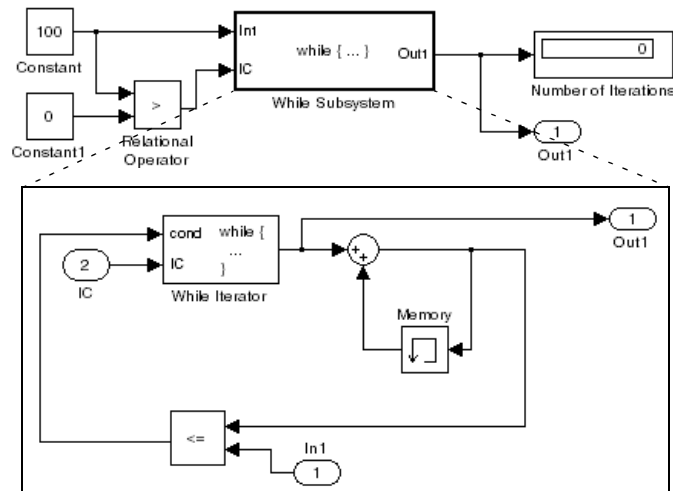 100
Constant
0
Constant1
>
Relational
Operator
In1
IC
while { ... }
Out1
While Subsystem
0
Number of Iterations
1
Out1
2
IC
cond
IC
while {
...
}
While Iterator
+
+
Memory
1
Out1
<=
In1
1